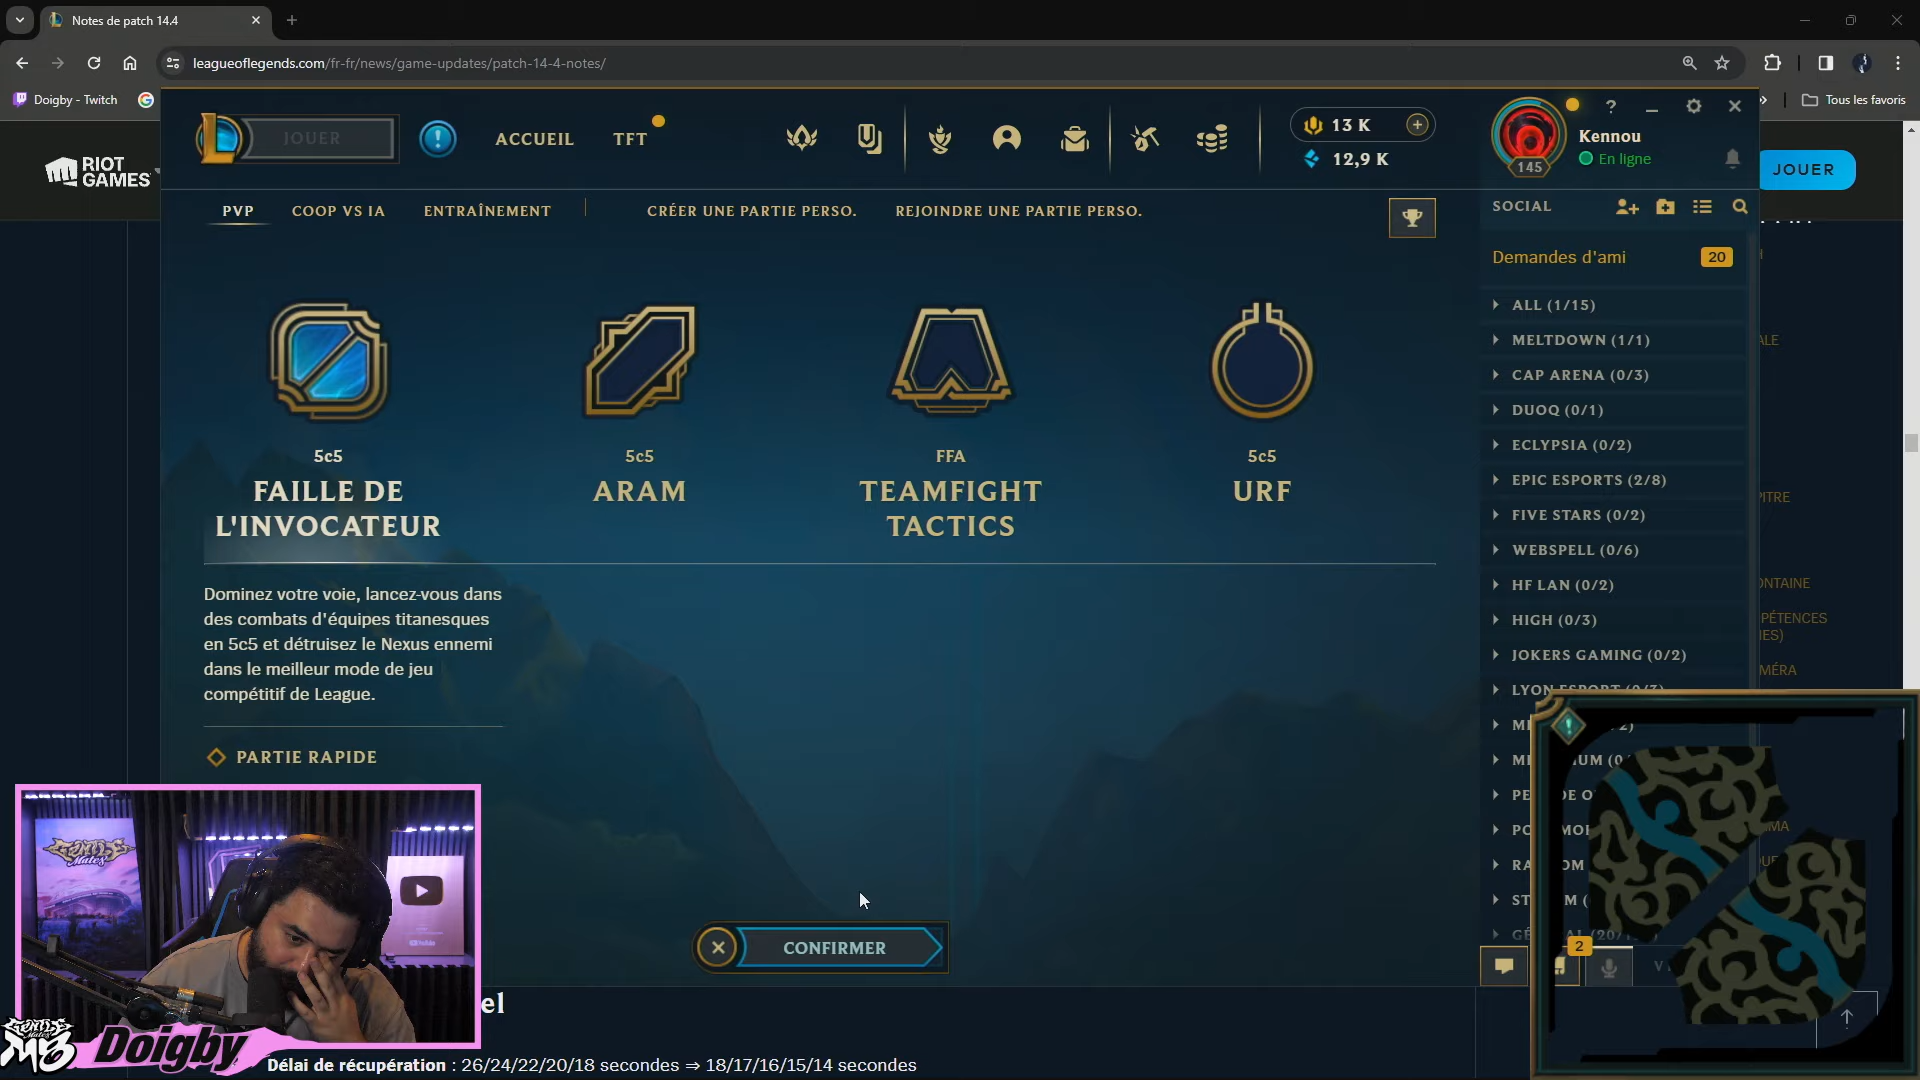 Notes de patch 14.4
leagueoflegends.com/fr-fr/news/game-updates/patch-14-4-notes/
Doigby - Twitch
Tous les favoris
RIOT
GAMES
JOUER
ACCUEIL
TFT
13 K
12,9 K
145
Kennou
En ligne
JOUER
PVP
COOP VS IA
ENTRAÎNEMENT
CRÉER UNE PARTIE PERSO.
REJOINDRE UNE PARTIE PERSO.
SOCIAL
Demandes d'ami
20
ALL (1/15)
MELTDOWN (1/1)
CAP ARENA (0/3)
DUOQ (0/1)
ECLYPSIA (0/2)
EPIC ESPORTS (2/8)
FIVE STARS (0/2)
WEBSPELL (0/6)
HF LAN (0/2)
HIGH (0/3)
JOKERS GAMING (0/2)
5c5
FAILLE DE
L'INVOCATEUR
5c5
ARAM
FFA
TEAMFIGHT
TACTICS
5c5
URF
Dominez votre voie, lancez-vous dans
des combats d'équipes titanesques
en 5c5 et détruisez le Nexus ennemi
dans le meilleur mode de jeu
compétitif de League.
PARTIE RAPIDE
CONFIRMER
2
GENTLE
Mates
YouTube
GENTLE
Mates
M8
Doigby
el
Délai de récupération : 26/24/22/20/18 secondes ⇒ 18/17/16/15/14 secondes